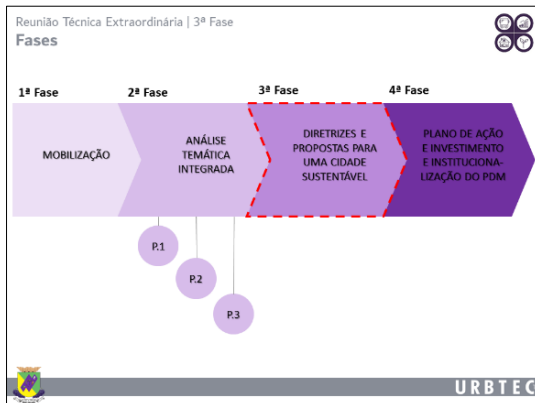 Reunião Técnica Extraordinária | 3ª Fase
Fases
1ª Fase
2ª Fase
3ª Fase
4ª Fase
MOBILIZAÇÃO
ANÁLISE
TEMÁTICA
INTEGRADA
DIRETRIZES E
PROPOSTAS PARA
UMA CIDADE
SUSTENTÁVEL
PLANO DE AÇÃO
E INVESTIMENTO
E INSTITUCIONA-
LIZAÇÃO DO PDM
P.1
P.2
P.3
URBTEC